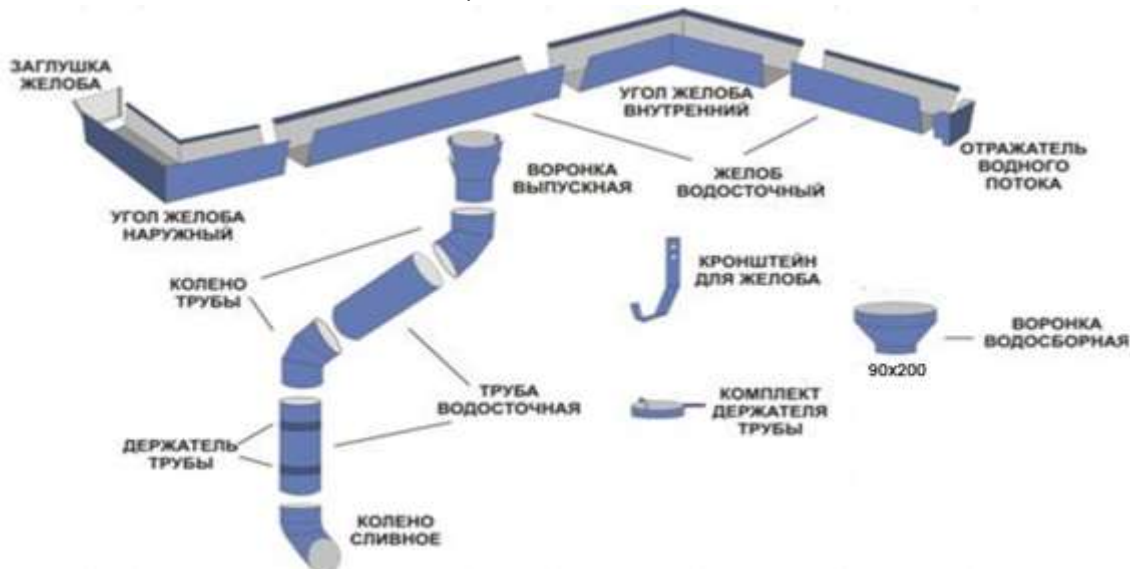 ЗАГЛУШКА
ЖЕЛОБА
УГОЛ ЖЕЛОБА
ВНУТРЕННИЙ
ОТРАЖАТЕЛЬ
ВОДНОГО
ПОТОКА
ВОРОНКА
ВЫПУСКНАЯ
ЖЕЛОБ
ВОДОСТОЧНЫЙ
УГОЛ ЖЕЛОБА
НАРУЖНЫЙ
КОЛЕНО
ТРУБЫ
КРОНШТЕЙН
ДЛЯ ЖЕЛОБА
ВОРОНКА
ВОДОСБОРНАЯ
90x200
ТРУБА
ВОДОСТОЧНАЯ
КОМПЛЕКТ
ДЕРЖАТЕЛЯ
ТРУБЫ
ДЕРЖАТЕЛЬ
ТРУБЫ
КОЛЕНО
СЛИВНОЕ